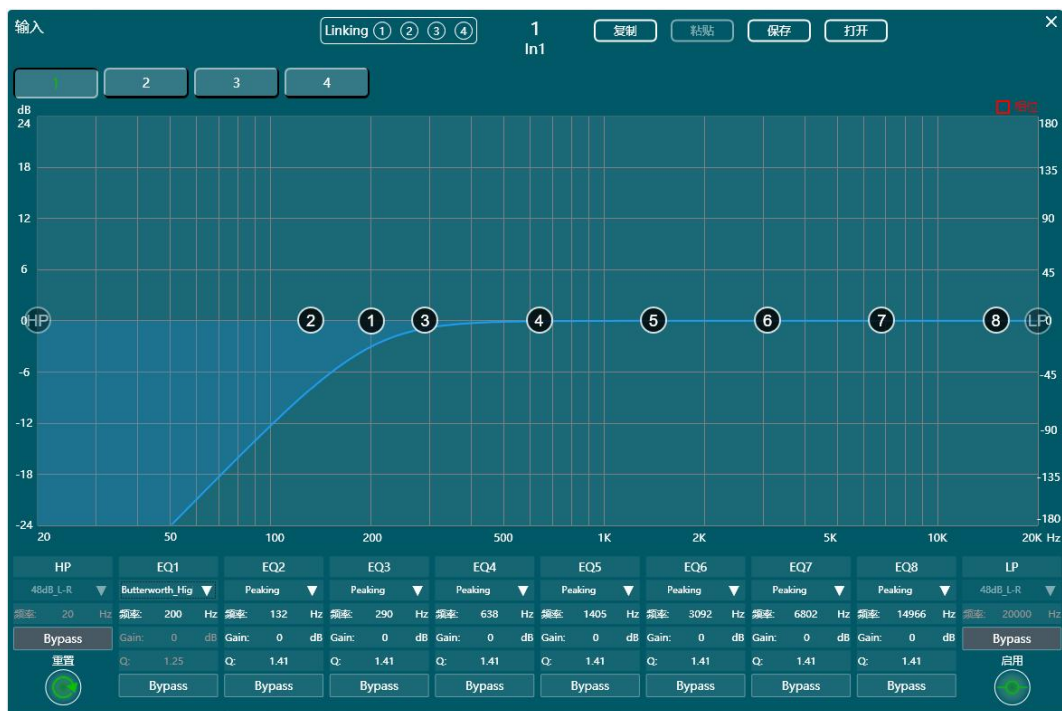 输入
Linking 1 2 3 4
1
In1
复制
粘贴
保存
打开
×
1 2 3 4
dB
相位
24 180
18 135
12 90
6 45
0 HP 2 1 3 4 5 6 7 8 LP 0
-6 -45
-12 -90
-18 -135
-24 -180
20 50 100 200 500 1K 2K 5K 10K 20K Hz
HP EQ1 EQ2 EQ3 EQ4 EQ5 EQ6 EQ7 EQ8 LP
48dB_L-R Butterworth_Hig Peaking Peaking Peaking Peaking Peaking Peaking Peaking 48dB_L-R
频率: 20 Hz 频率: 200 Hz 频率: 132 Hz 频率: 290 Hz 频率: 638 Hz 频率: 1405 Hz 频率: 3092 Hz 频率: 6802 Hz 频率: 14966 Hz 频率: 20000 Hz
Bypass Gain: 0 dB Gain: 0 dB Gain: 0 dB Gain: 0 dB Gain: 0 dB Gain: 0 dB Gain: 0 dB Gain: 0 dB Bypass
重置 Q: 1.25 Q: 1.41 Q: 1.41 Q: 1.41 Q: 1.41 Q: 1.41 Q: 1.41 Q: 1.41 启用
Bypass Bypass Bypass Bypass Bypass Bypass Bypass Bypass